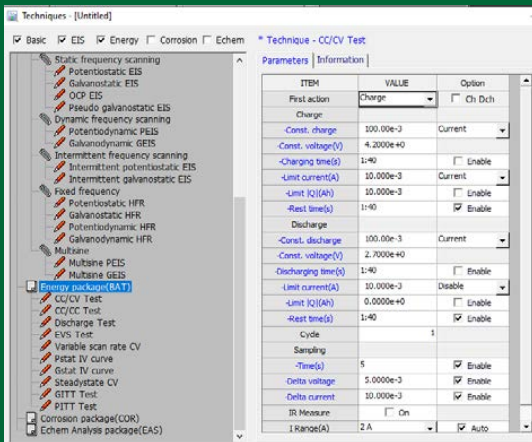 Techniques - [Untitled]
Basic EIS Energy Corrosion Echem
Static frequency scanning
Potentiostatic EIS
Galvanostatic EIS
OCP EIS
Pseudo galvanostatic EIS
Dynamic frequency scanning
Potentiodynamic PEIS
Galvanodynamic GEIS
Intermittent frequency scanning
Intermittent potentiostatic EIS
Intermittent galvanostatic EIS
Fixed frequency
Potentiostatic HFR
Galvanostatic HFR
Potentiodynamic HFR
Galvanodynamic HFR
Multisine
Multisine PEIS
Multisine GEIS
Energy package(BAT)
CC/CV Test
CC/CC Test
Discharge Test
EVS Test
Variable scan rate CV
Pstat IV curve
Gstat IV curve
Steadystate CV
GITT Test
PITT Test
Corrosion package(COR)
Echem Analysis package(EAS)
* Technique - CC/CV Test
Parameters Information
ITEM VALUE Option
First action Charge Ch Dch
Charge
-Const. charge 100.00e-3 Current
-Const. voltage(V) 4.2000e+0
-Charging time(s) 1:40 Enable
-Limit current(A) 10.000e-3 Current
-Limit |Q|(Ah) 10.000e-3 Enable
-Rest time(s) 1:40 Enable
Discharge
-Const. discharge 100.00e-3 Current
-Const. voltage(V) 2.7000e+0
-Discharging time(s) 1:40 Enable
-Limit current(A) 10.000e-3 Disable
-Limit |Q|(Ah) 0.0000e+0 Enable
-Rest time(s) 1:40 Enable
Cycle 1
Sampling
-Time(s) 5 Enable
-Delta voltage 5.0000e-3 Enable
-Delta current 10.000e-3 Enable
IR Measure On
I Range(A) 2 A Auto